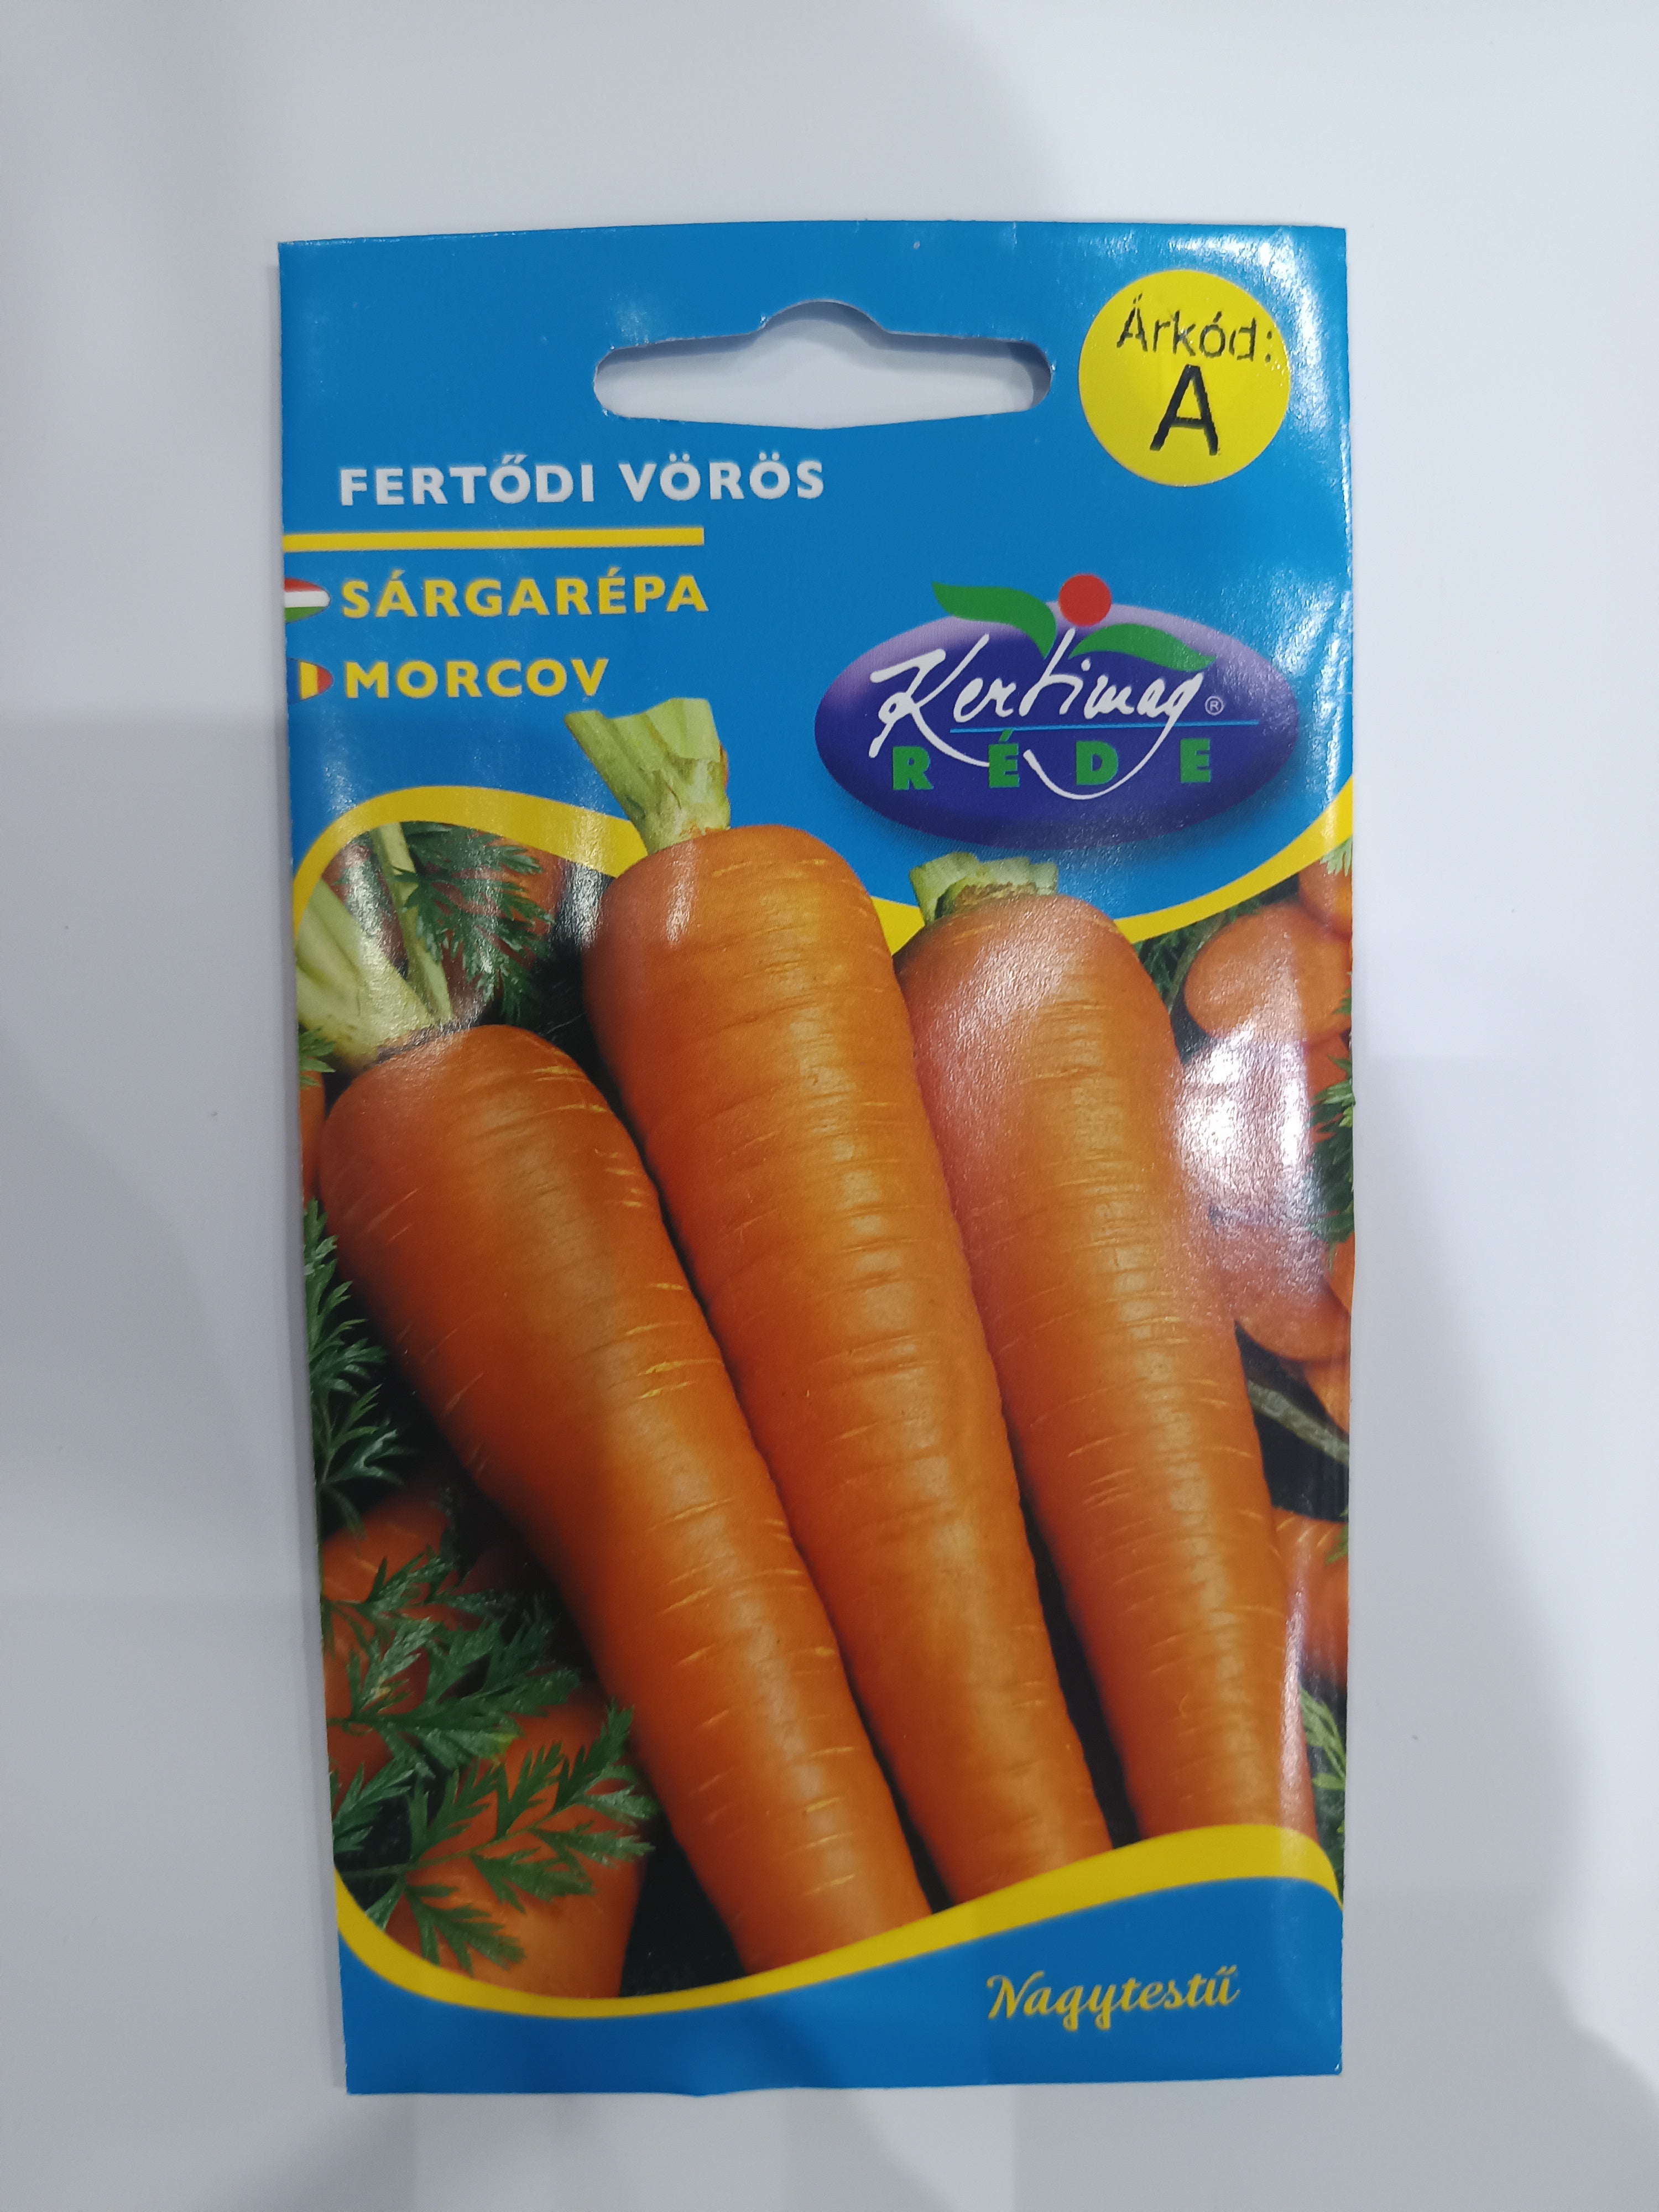 Árkód:
A
FERTŐDI VÖRÖS
SÁRGARÉPA
MORCOV
Kertimag®
RÉDE
Nagytestű